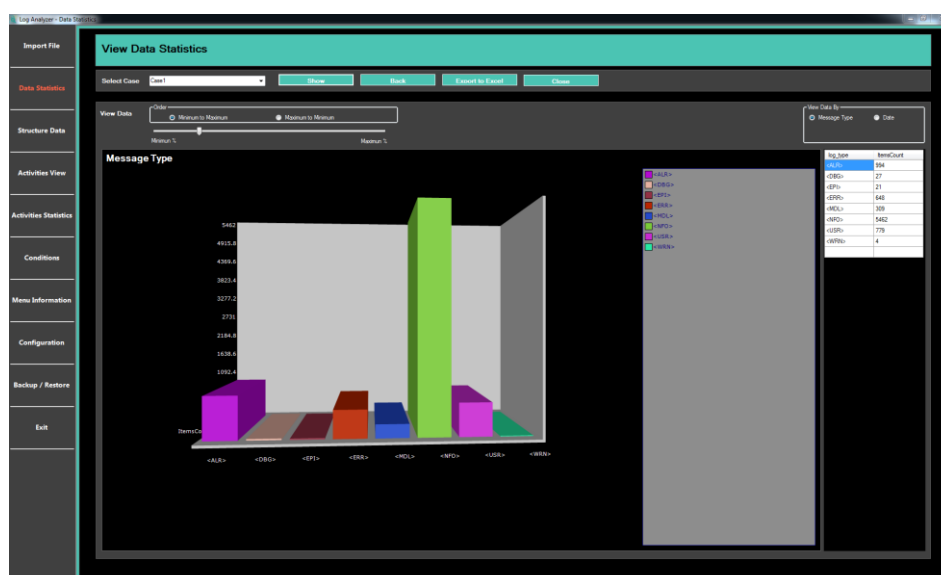 Log Analyzer - Data Statistics
Import File
Data Statistics
Structure Data
Activities View
Activities Statistics
Conditions
Menu Information
Configuration
Backup / Restore
Exit
View Data Statistics
Select Case Case1 Show Back Export to Excel Close
View Data
Order
Minimum to Maximum Maximum to Minimum
Minimum % Maximum %
View Data By
Message Type Date
Message Type
5462
4915.8
4369.6
3823.4
3277.2
2731
2184.8
1638.6
1092.4
ItemsCo
<ALR> <DBG> <EPI> <ERR> <MDL> <NFO> <USR> <WRN>
<ALR>
<DBG>
<EPI>
<ERR>
<MDL>
<NFO>
<USR>
<WRN>
log_type ItemsCount
<ALR> 994
<DBG> 27
<EPI> 21
<ERR> 648
<MDL> 309
<NFO> 5462
<USR> 779
<WRN> 4